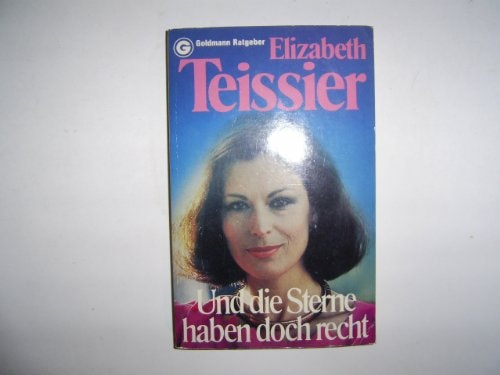 G Goldmann Ratgeber
Elizabeth
Teissier
Und die Sterne
haben doch recht